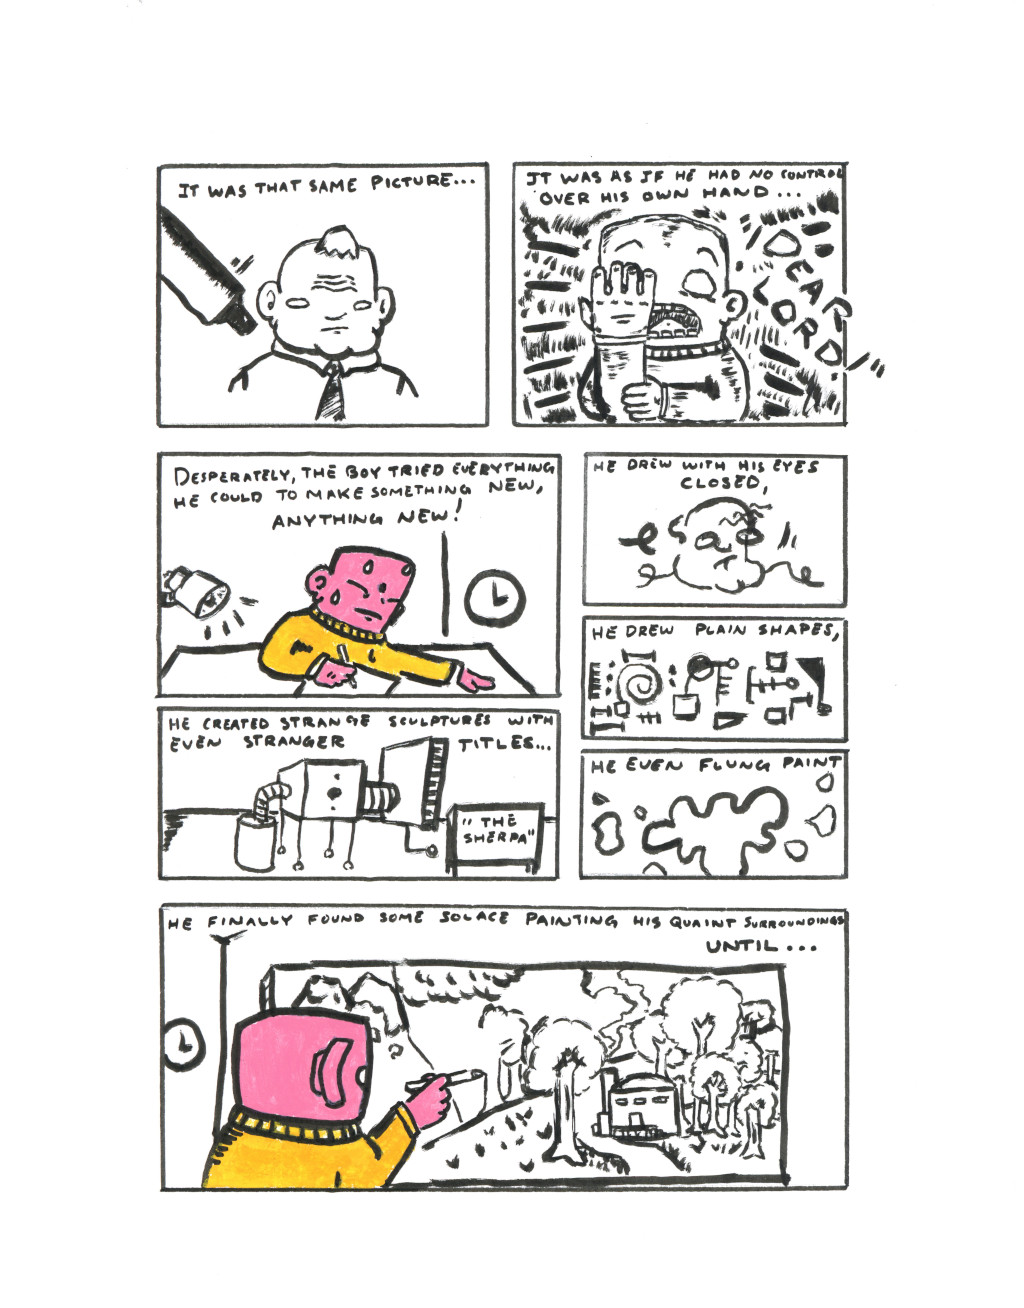 IT WAS THAT SAME PICTURE...
IT WAS AS IF HE HAD NO CONTROL
OVER HIS OWN HAND...
"DEAR
LORD!"
DESPERATELY, THE BOY TRIED EVERYTHING
HE COULD TO MAKE SOMETHING NEW,
ANYTHING NEW!
HE DREW WITH HIS EYES
CLOSED,
HE DREW PLAIN SHAPES,
HE CREATED STRANGE SCULPTURES WITH
EVEN STRANGER TITLES...
"THE
SHERPA"
HE EVEN FLUNG PAINT
HE FINALLY FOUND SOME SOLACE PAINTING HIS QUAINT SURROUNDINGS
UNTIL...